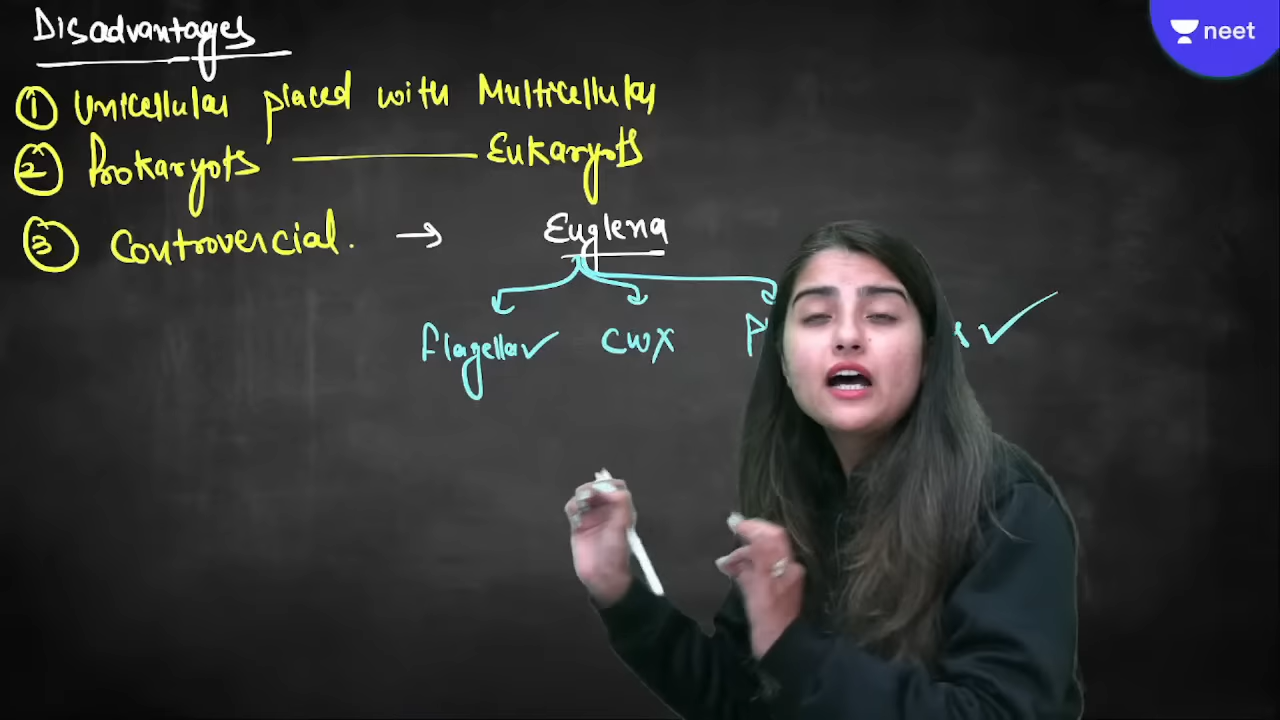 Disadvantages
neet
① Unicellular placed with Multicellular
② Prokaryots ——— Eukaryots
③ Controvercial. → Euglena
flagella✓ CWX ✓